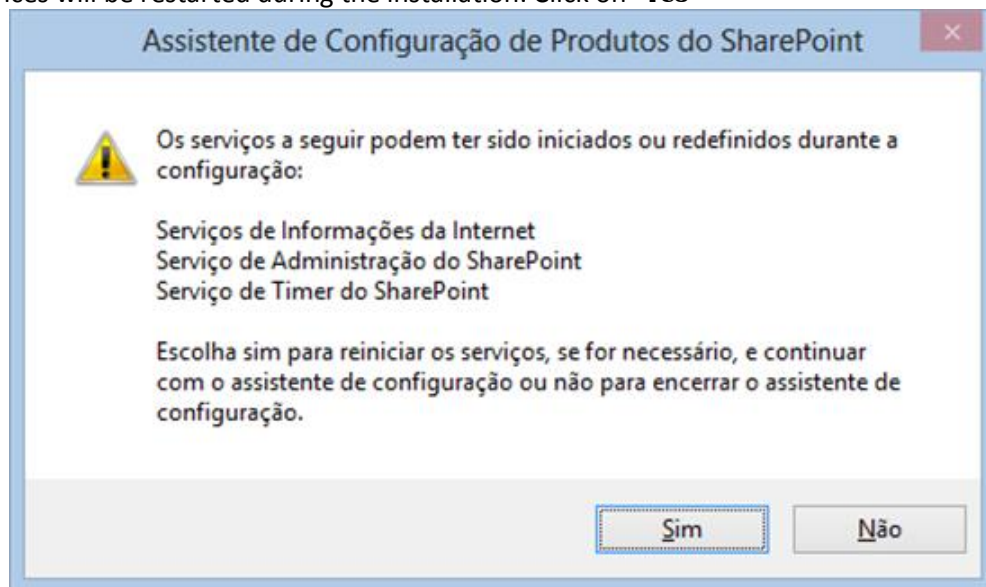 will be restarted during the installation. Click on
Assistente de Configuração de Produtos do SharePoint
Os serviços a seguir podem ter sido iniciados ou redefinidos durante a
configuração:
Serviços de Informações da Internet
Serviço de Administração do SharePoint
Serviço de Timer do SharePoint
Escolha sim para reiniciar os serviços, se for necessário, e continuar
com o assistente de configuração ou não para encerrar o assistente de
configuração.
Sim Não